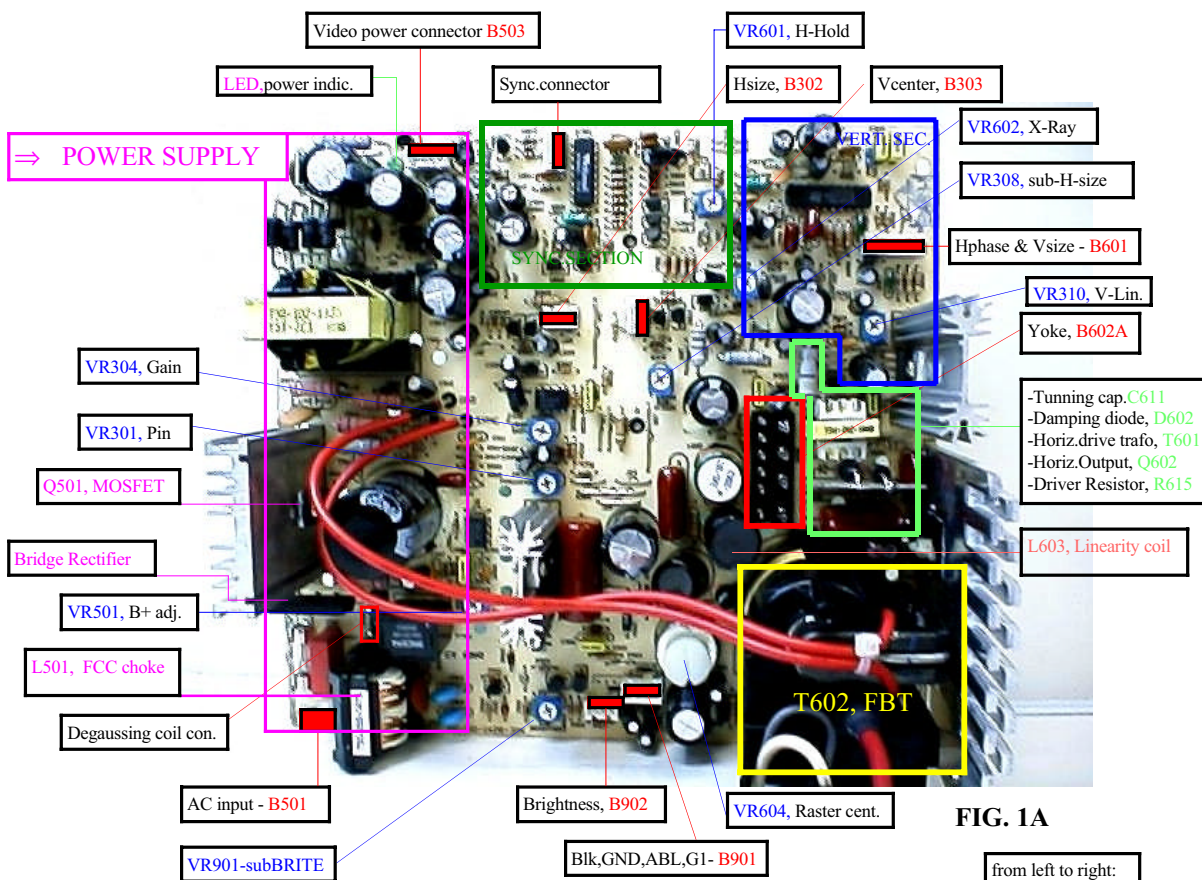 Video power connector B503
VR601, H-Hold
LED,power indic.
Sync.connector
Hsize, B302
Vcenter, B303
VR602, X-Ray
⇒ POWER SUPPLY
VERT. SEC.
VR308, sub-H-size
SYNC.SECTION
Hphase & Vsize - B601
VR310, V-Lin.
Yoke, B602A
VR304, Gain
-Tunning cap.C611
-Damping diode, D602
-Horiz.drive trafo, T601
-Horiz.Output, Q602
-Driver Resistor, R615
VR301, Pin
Q501, MOSFET
L603, Linearity coil
Bridge Rectifier
VR501, B+ adj.
L501, FCC choke
T602, FBT
Degaussing coil con.
AC input - B501
Brightness, B902
VR604, Raster cent.
FIG. 1A
VR901-subBRITE
Blk,GND,ABL,G1- B901
from left to right: